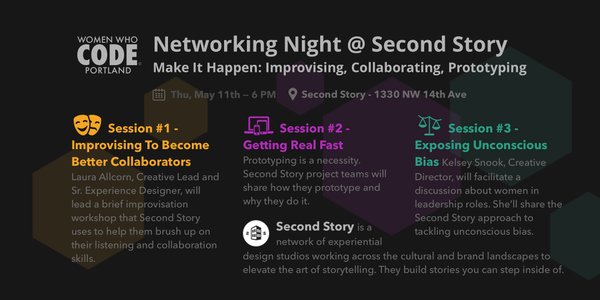 WOMEN WHO
CODE
PORTLAND
Networking Night @ Second Story
Make It Happen: Improvising, Collaborating, Prototyping
Thu, May 11th — 6 PM
Second Story - 1330 NW 14th Ave
Session #1 -
Improvising To Become
Better Collaborators
Laura Allcorn, Creative Lead and
Sr. Experience Designer, will
lead a brief improvisation
workshop that Second Story
uses to help them brush up on
their listening and collaboration
skills.
Session #2 -
Getting Real Fast
Prototyping is a necessity.
Second Story project teams will
share how they prototype and
why they do it.
Session #3 -
Exposing Unconscious
Bias Kelsey Snook, Creative
Director, will facilitate a
discussion about women in
leadership roles. She'll share the
Second Story approach to
tackling unconscious bias.
Second Story is a
network of experiential
design studios working across the cultural and brand landscapes to
elevate the art of storytelling. They build stories you can step inside of.